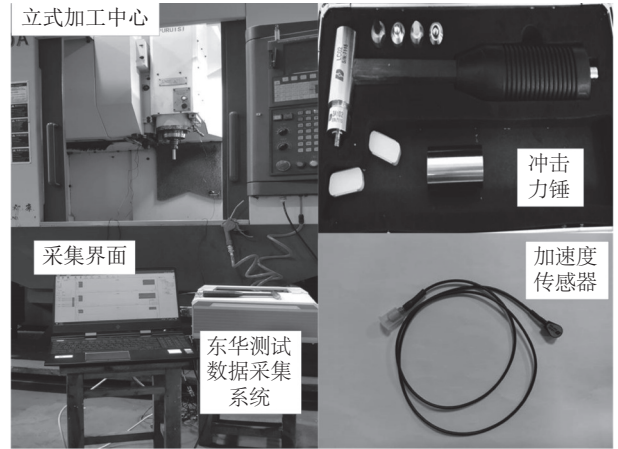 立式加工中心
冲击
力锤
采集界面
加速度
传感器
东华测试
数据采集
系统